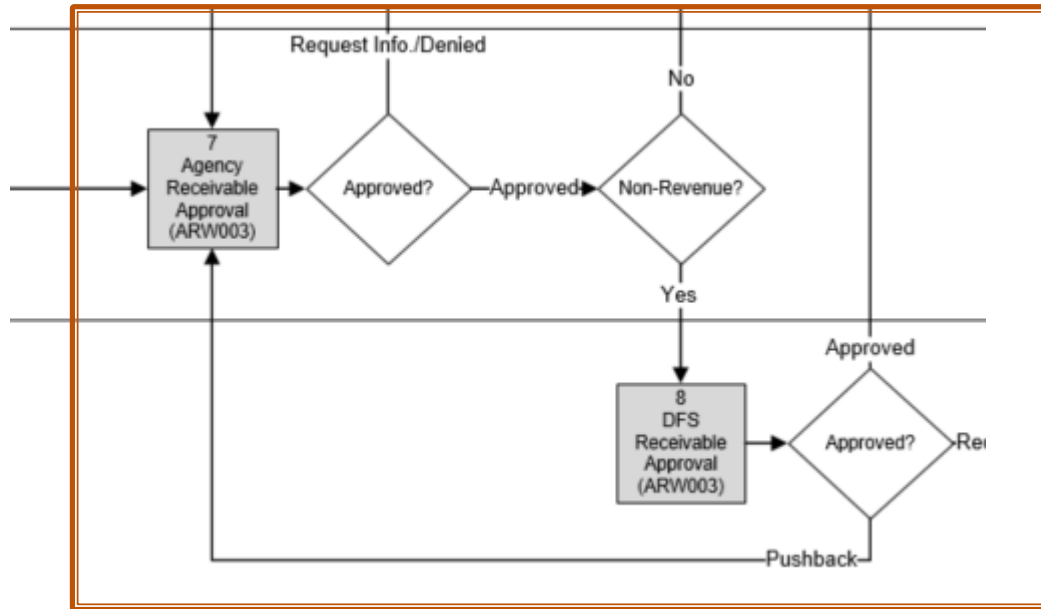 Request Info./Denied
No
7
Agency
Receivable
Approval
(ARW003)
Approved?
Approved
Non-Revenue?
Yes
Approved
8
DFS
Receivable
Approval
(ARW003)
Approved?
Pushback